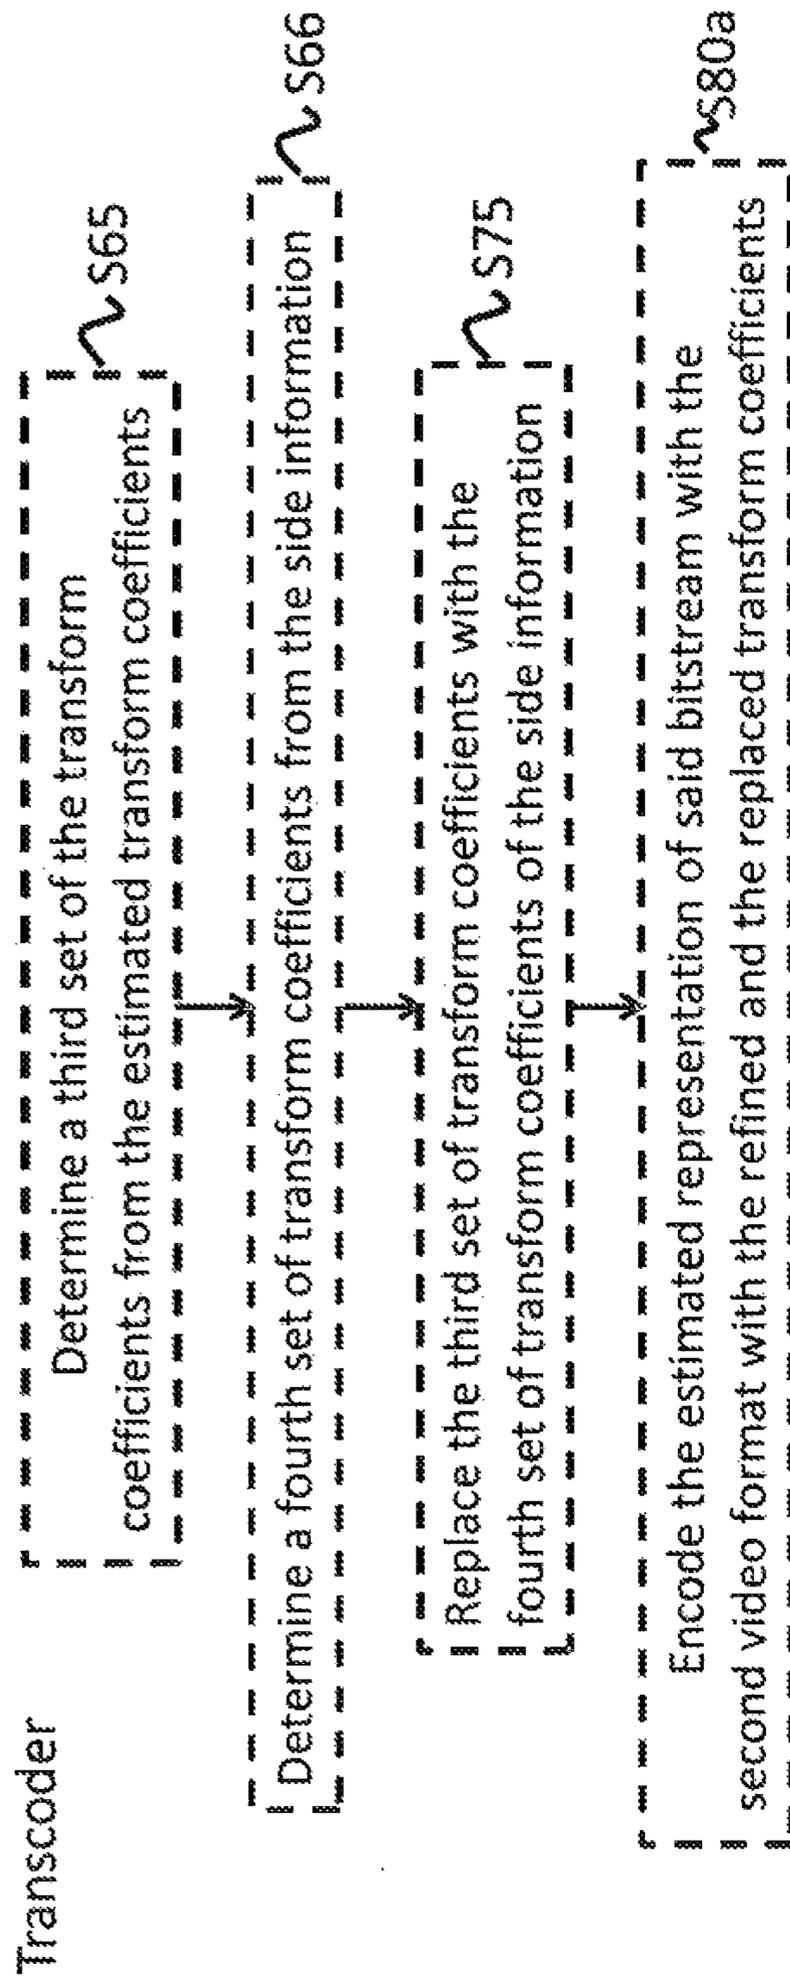 Transcoder
Determine a third set of the transform
coefficients from the estimated transform coefficients
S65
Determine a fourth set of transform coefficients from the side information
S66
Replace the third set of transform coefficients with the
fourth set of transform coefficients of the side information
S75
Encode the estimated representation of said bitstream with the
second video format with the refined and the replaced transform coefficients
S80a